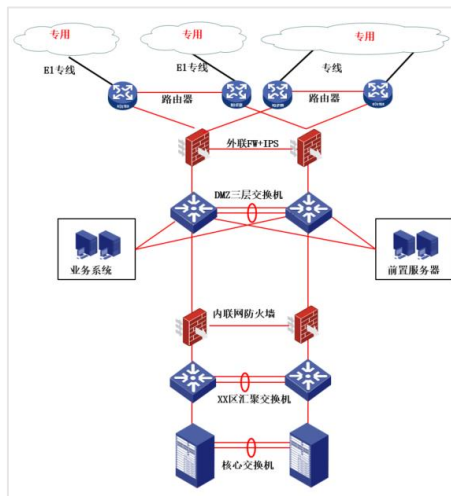 专用
专用
专用
E1专线
E1专线
专线
路由器
路由器
外联FW+IPS
DMZ三层交换机
业务系统
前置服务器
内联网防火墙
XX区汇聚交换机
核心交换机